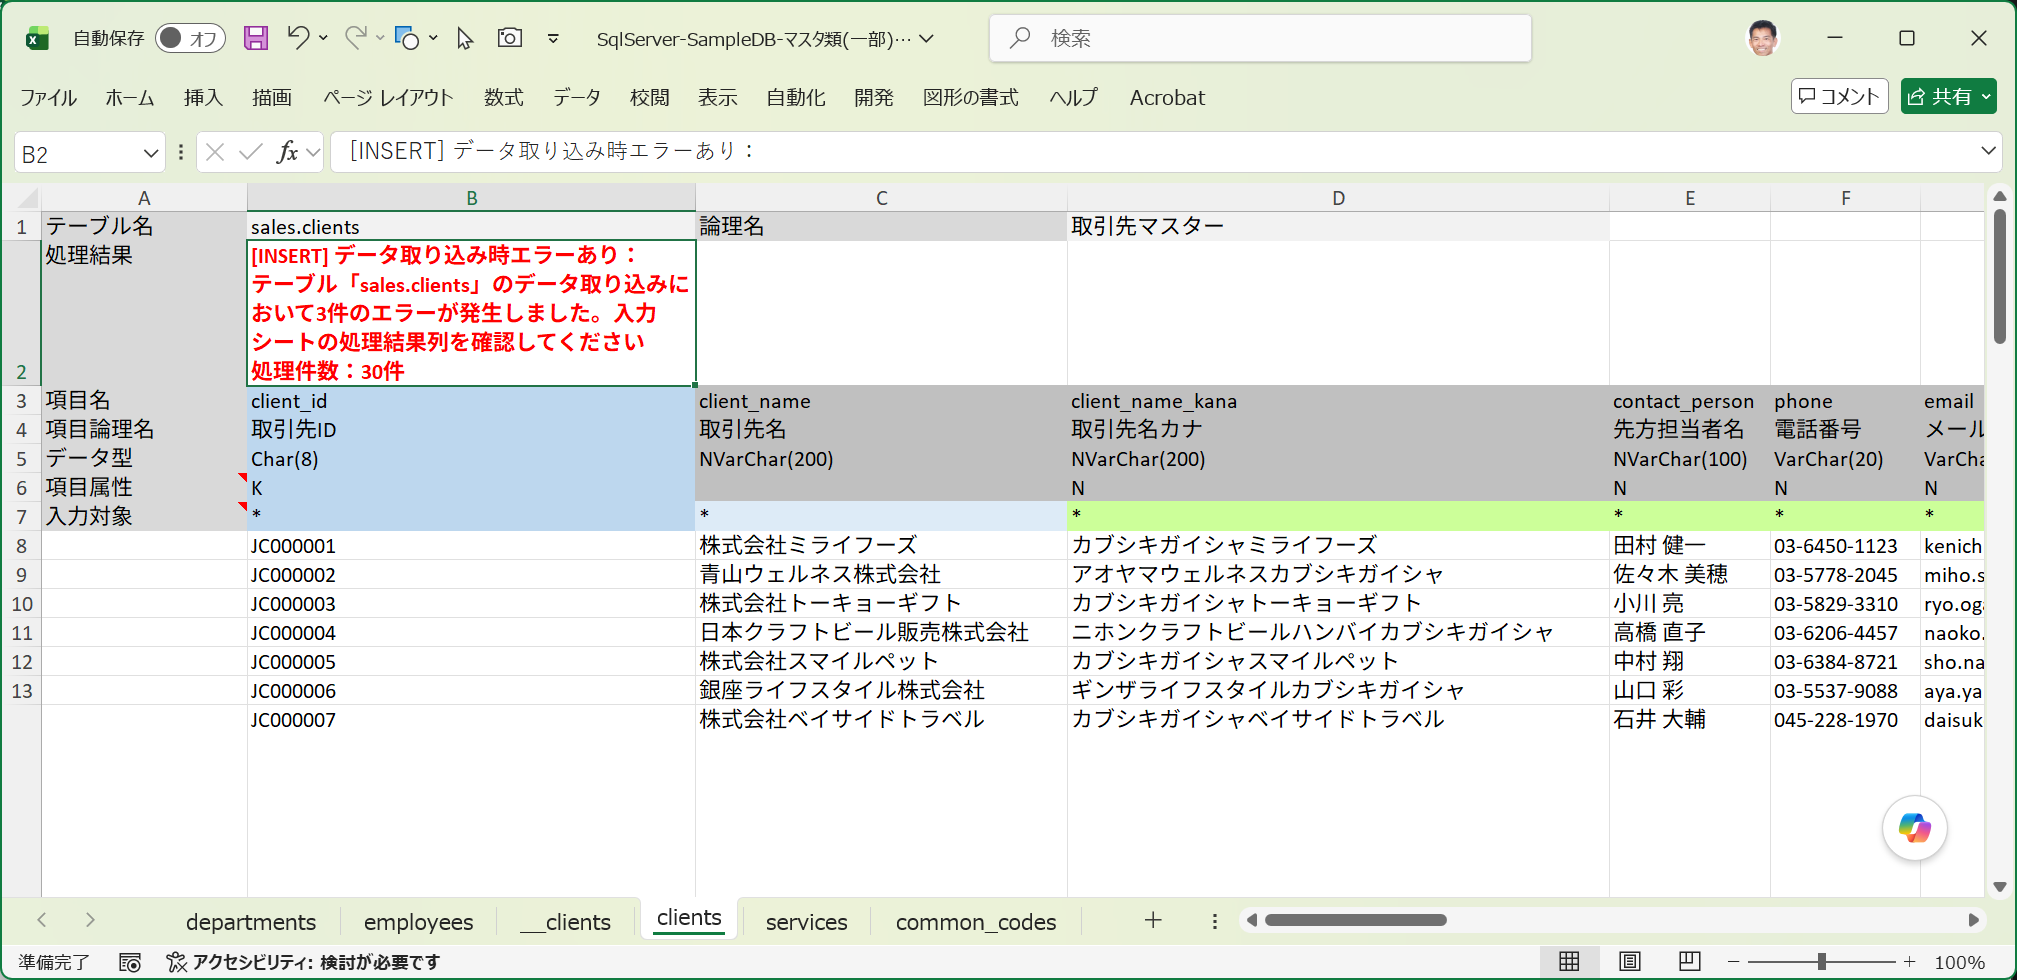 自動保存 オフ SqlServer-SampleDB-マスタ類(一部)… 検索
ファイル ホーム 挿入 描画 ページ レイアウト 数式 データ 校閲 表示 自動化 開発 図形の書式 ヘルプ Acrobat コメント 共有
B2 fx [INSERT] データ取り込み時エラーあり：
A B C D E F
1 テーブル名 sales.clients 論理名 取引先マスター
2 処理結果 [INSERT] データ取り込み時エラーあり：
テーブル「sales.clients」のデータ取り込みに
おいて3件のエラーが発生しました。入力
シートの処理結果列を確認してください
処理件数：30件
3 項目名 client_id client_name client_name_kana contact_person phone email
4 項目論理名 取引先ID 取引先名 取引先名カナ 先方担当者名 電話番号 メール
5 データ型 Char(8) NVarChar(200) NVarChar(200) NVarChar(100) VarChar(20) VarCha
6 項目属性 K N N N N
7 入力対象 * * * * * *
8 JC000001 株式会社ミライフーズ カブシキガイシャミライフーズ 田村 健一 03-6450-1123 kenich
9 JC000002 青山ウェルネス株式会社 アオヤマウェルネスカブシキガイシャ 佐々木 美穂 03-5778-2045 miho.s
10 JC000003 株式会社トーキョーギフト カブシキガイシャトーキョーギフト 小川 亮 03-5829-3310 ryo.oga
11 JC000004 日本クラフトビール販売株式会社 ニホンクラフトビールハンバイカブシキガイシャ 高橋 直子 03-6206-4457 naoko.
12 JC000005 株式会社スマイルペット カブシキガイシャスマイルペット 中村 翔 03-6384-8721 sho.na
13 JC000006 銀座ライフスタイル株式会社 ギンザライフスタイルカブシキガイシャ 山口 彩 03-5537-9088 aya.ya
JC000007 株式会社ベイサイドトラベル カブシキガイシャベイサイドトラベル 石井 大輔 045-228-1970 daisuk
departments employees __clients clients services common_codes
準備完了 アクセシビリティ: 検討が必要です 100%